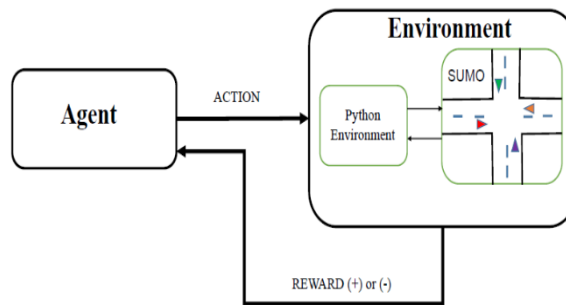 Environment
SUMO
ACTION
Agent
Python
Environment
REWARD (+) or (-)